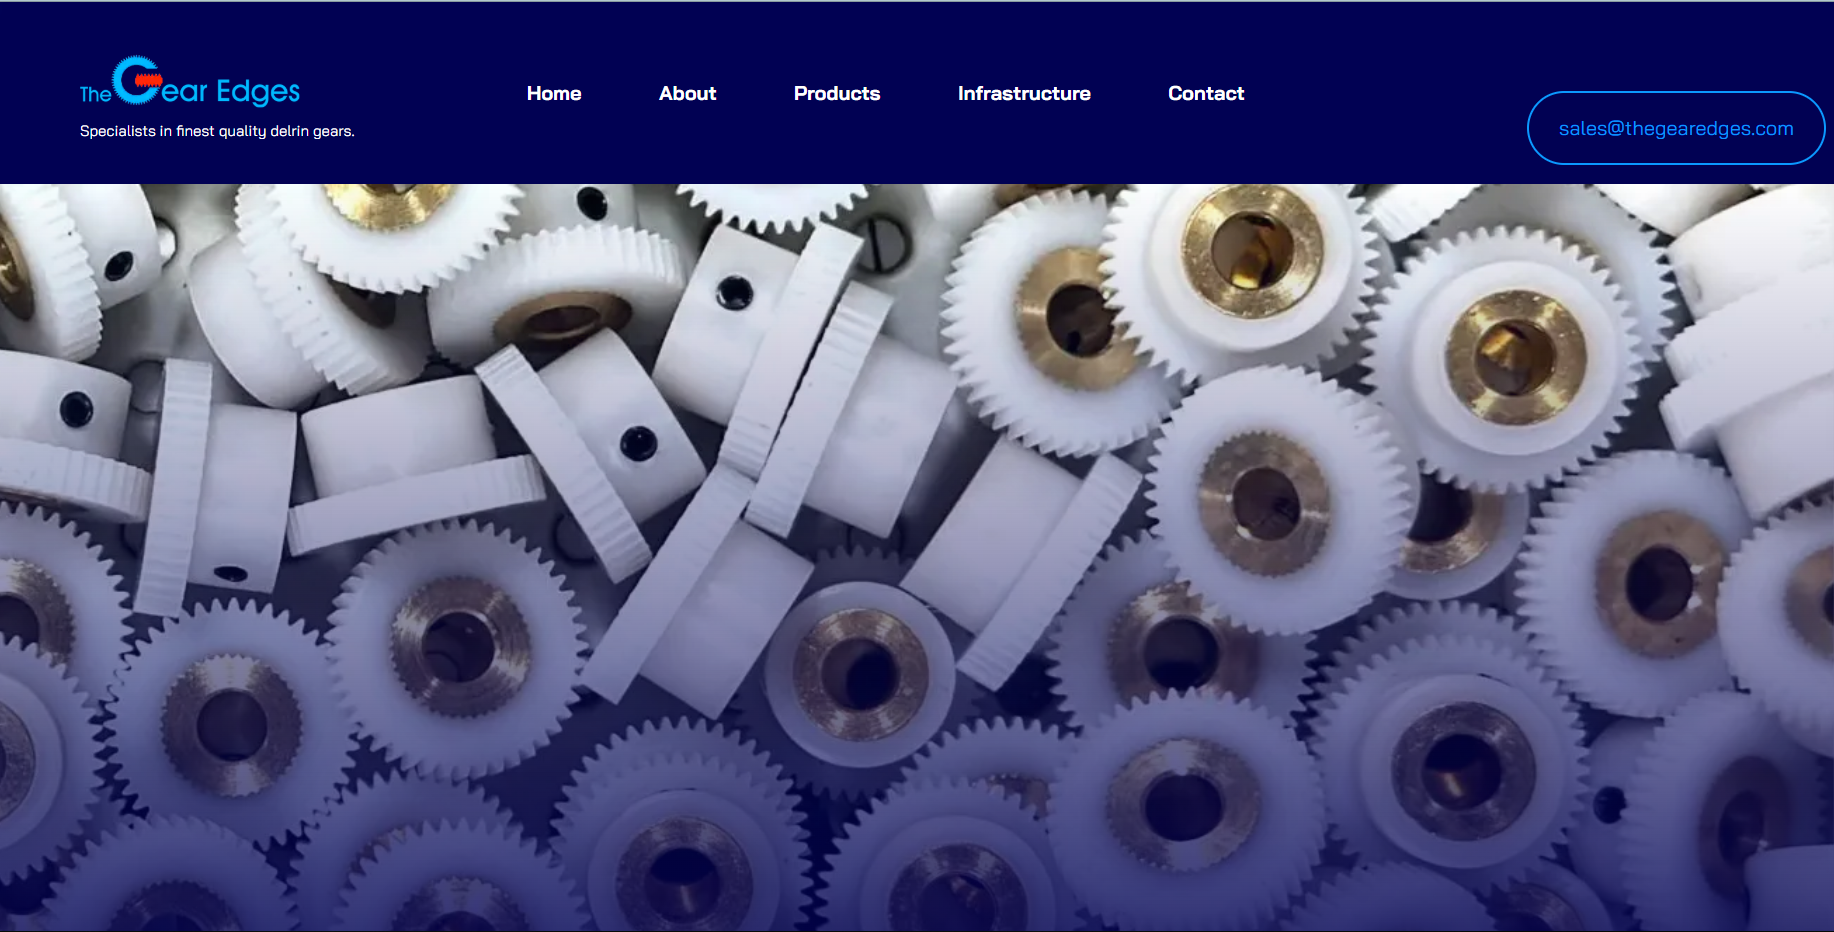 The Gear Edges
Specialists in finest quality delrin gears.
Home
About
Products
Infrastructure
Contact
sales@thegearedges.com